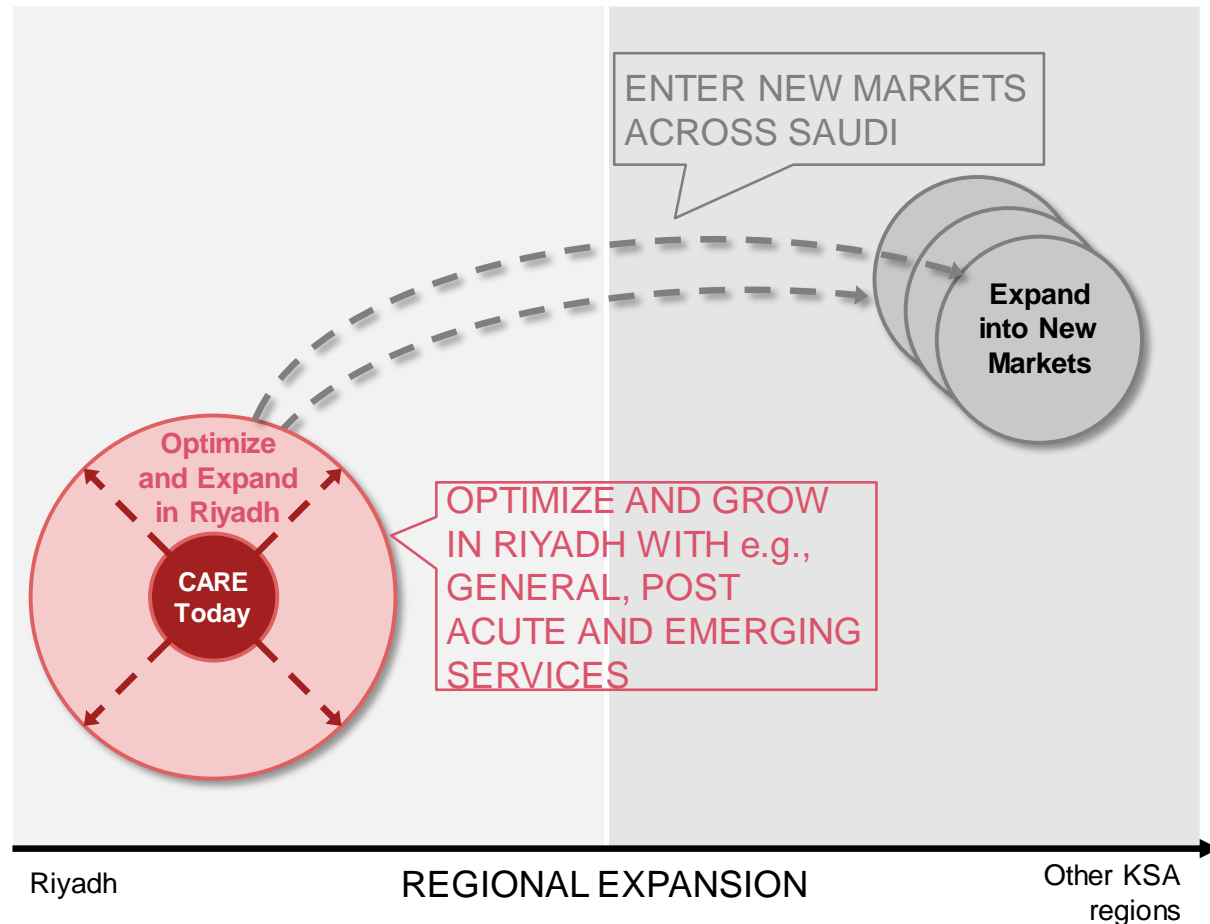 ENTER NEW MARKETS
ACROSS SAUDI
Expand
into New
Markets
Optimize
and Expand
in Riyadh
CARE
Today
OPTIMIZE AND GROW
IN RIYADH WITH e.g.,
GENERAL, POST
ACUTE AND EMERGING
SERVICES
Riyadh
REGIONAL EXPANSION
Other KSA
regions